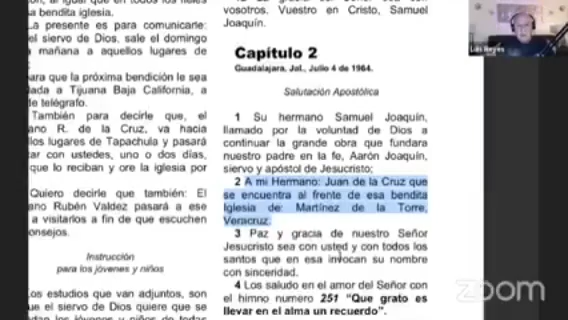 bendita iglesia.
La presente es para comunicarle:
el siervo de Dios, sale el domingo
mañana a aquellos lugares de
ara que la próxima bendición le sea
ada a Tijuana Baja California, a
de telégrafo.
También para decirle que, el
ano R. de la Cruz, va hacia
los lugares de Tapachula y pasará
tar con ustedes, uno o dos días,
que lo reciban y ore la iglesia por
Quiero decirle que también: El
ano Rubén Valdez pasará a ese
a visitarlos a fin de que escuchen
onsejos.
Instrucción
para los jóvenes y niños
Los estudios que van adjuntos, son
ue el siervo de Dios quiere que se
vosotros. Vuestro en Cristo, Samuel
Joaquín.
Capítulo 2
Guadalajara, Jal., Julio 4 de 1964.
Salutación Apostólica
1 Su hermano Samuel Joaquín,
llamado por la voluntad de Dios a
continuar la grande obra que fundara
nuestro padre en la fe, Aarón Joaquín,
siervo y apóstol de Jesucristo;
2 A mi Hermano: Juan de la Cruz que
se encuentra al frente de esa bendita
Iglesia de: Martínez de la Torre,
Veracruz.
3 Paz y gracia de nuestro Señor
Jesucristo sea con usted y con todos los
santos que en esa invocan su nombre
con sinceridad.
4 Los saludo en el amor del Señor con
el himno numero 251 “Que grato es
llevar en el alma un recuerdo”.
Luis Reyes
zoom